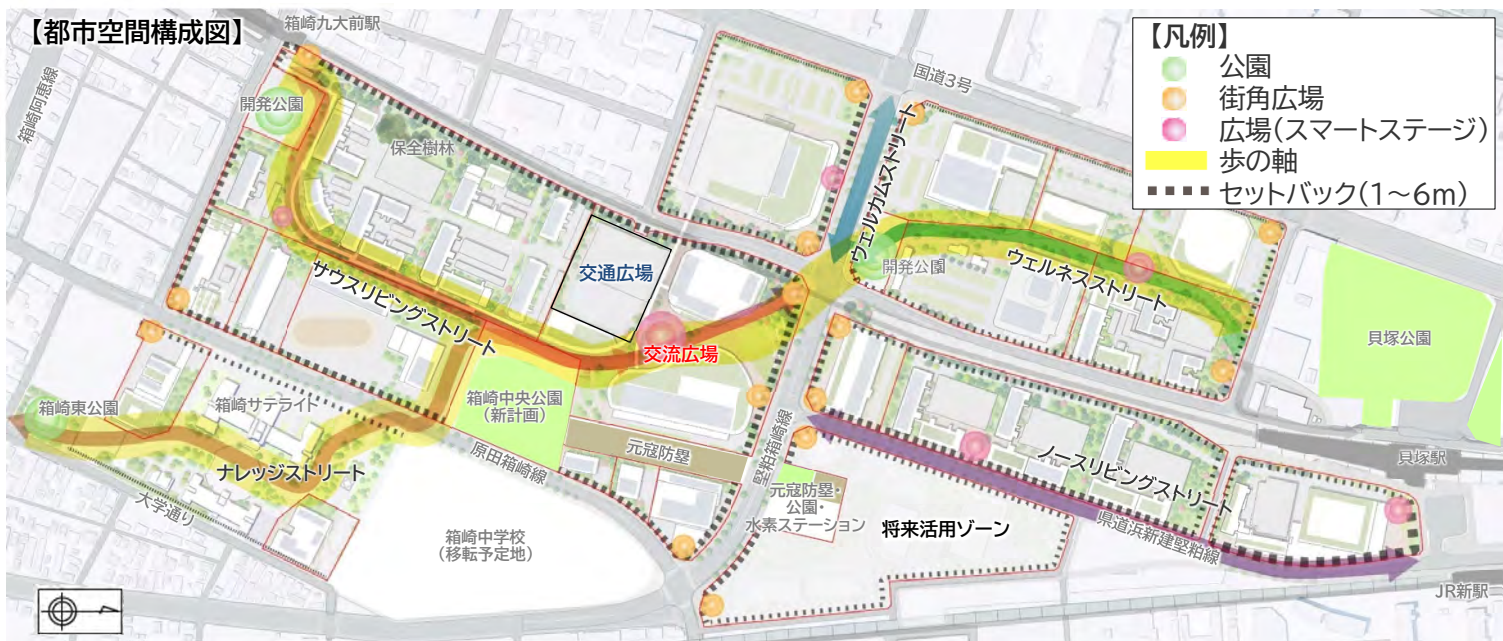 【都市空間構成図】
箱崎九大前駅
箱崎阿恵線
開発公園
保全樹林
国道3号
ウェルカムストリート
【凡例】
公園
街角広場
広場(スマートステージ)
歩の軸
セットバック(1～6m)
サウスリビングストリート
交通広場
交流広場
開発公園
ウェルネスストリート
貝塚公園
箱崎東公園
箱崎サテライト
ナレッジストリート
大学通り
箱崎中央公園
(新計画)
原田箱崎線
元寇防塁
堅粕箱崎線
箱崎中学校
(移転予定地)
元寇防塁・
公園・
水素ステーション
将来活用ゾーン
ノースリビングストリート
県道浜新建堅粕線
貝塚駅
JR新駅